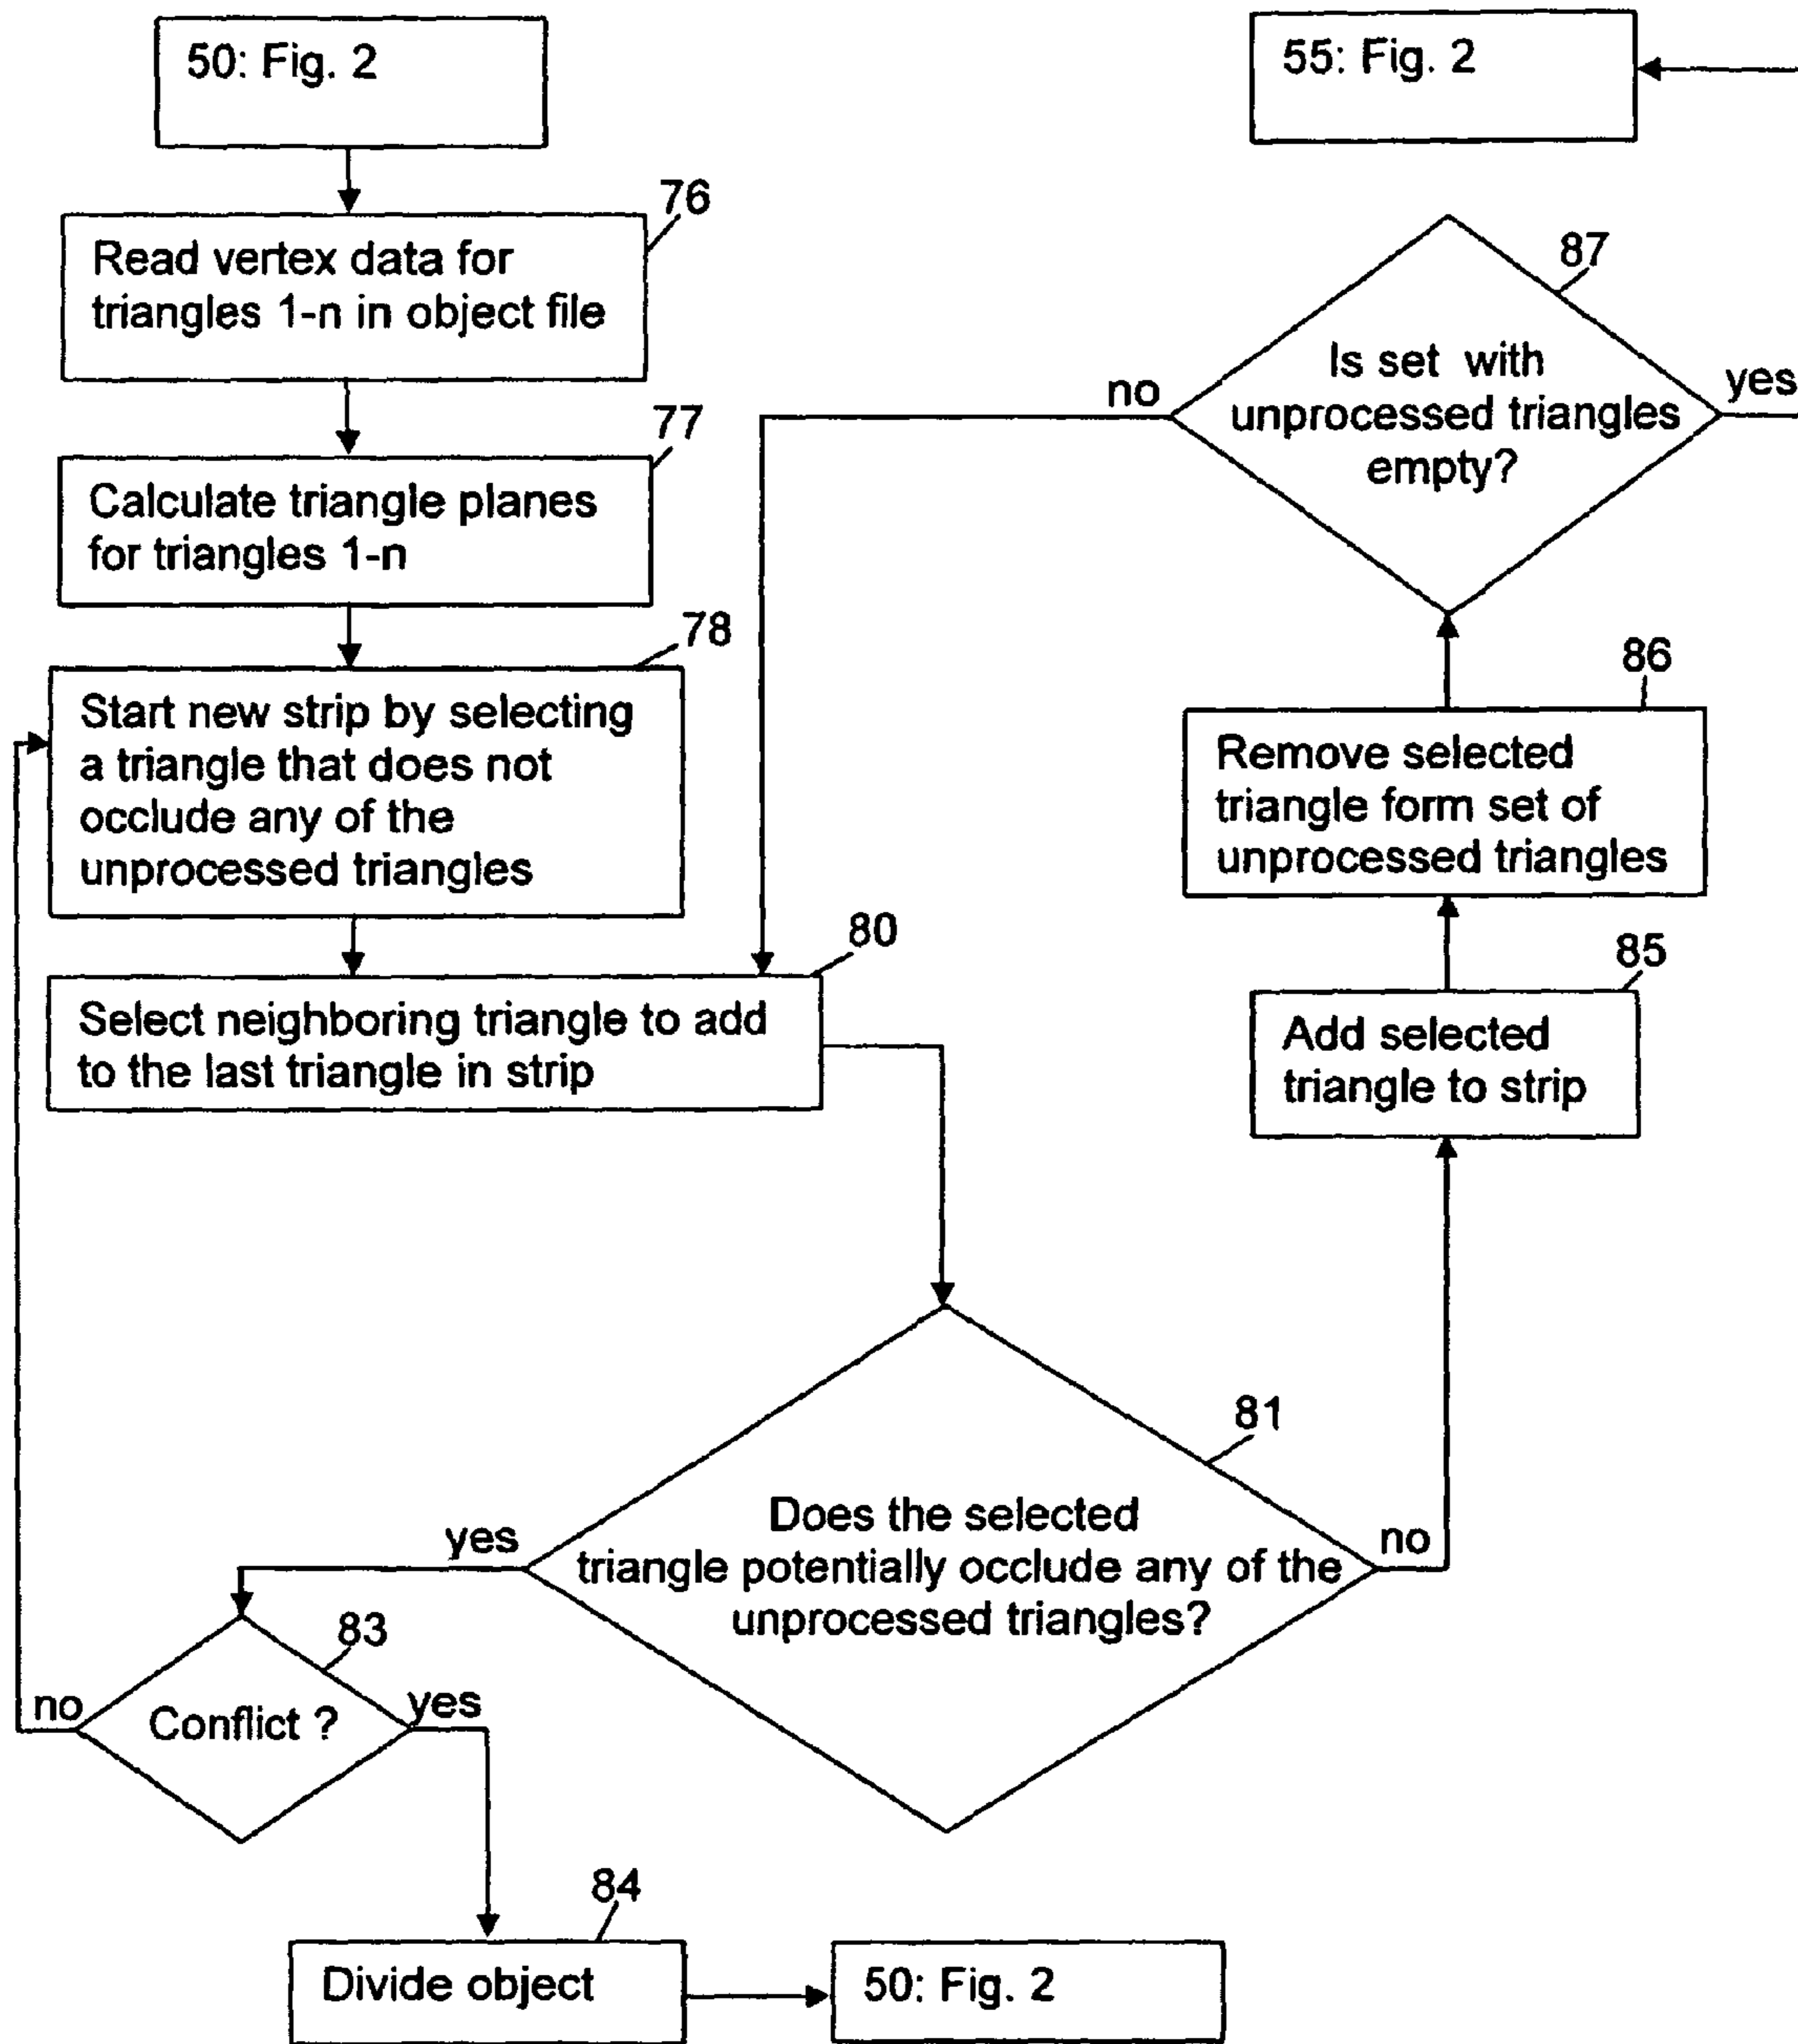 50: Fig. 2
76
Read vertex data for
triangles 1-n in object file
77
Calculate triangle planes
for triangles 1-n
78
Start new strip by selecting
a triangle that does not
occlude any of the
unprocessed triangles
80
Select neighboring triangle to add
to the last triangle in strip
81
Does the selected
triangle potentially occlude any of the
unprocessed triangles?
yes
no
83
Conflict ?
no
yes
84
Divide object
50: Fig. 2
85
Add selected
triangle to strip
86
Remove selected
triangle form set of
unprocessed triangles
87
Is set with
unprocessed triangles
empty?
no
yes
55: Fig. 2